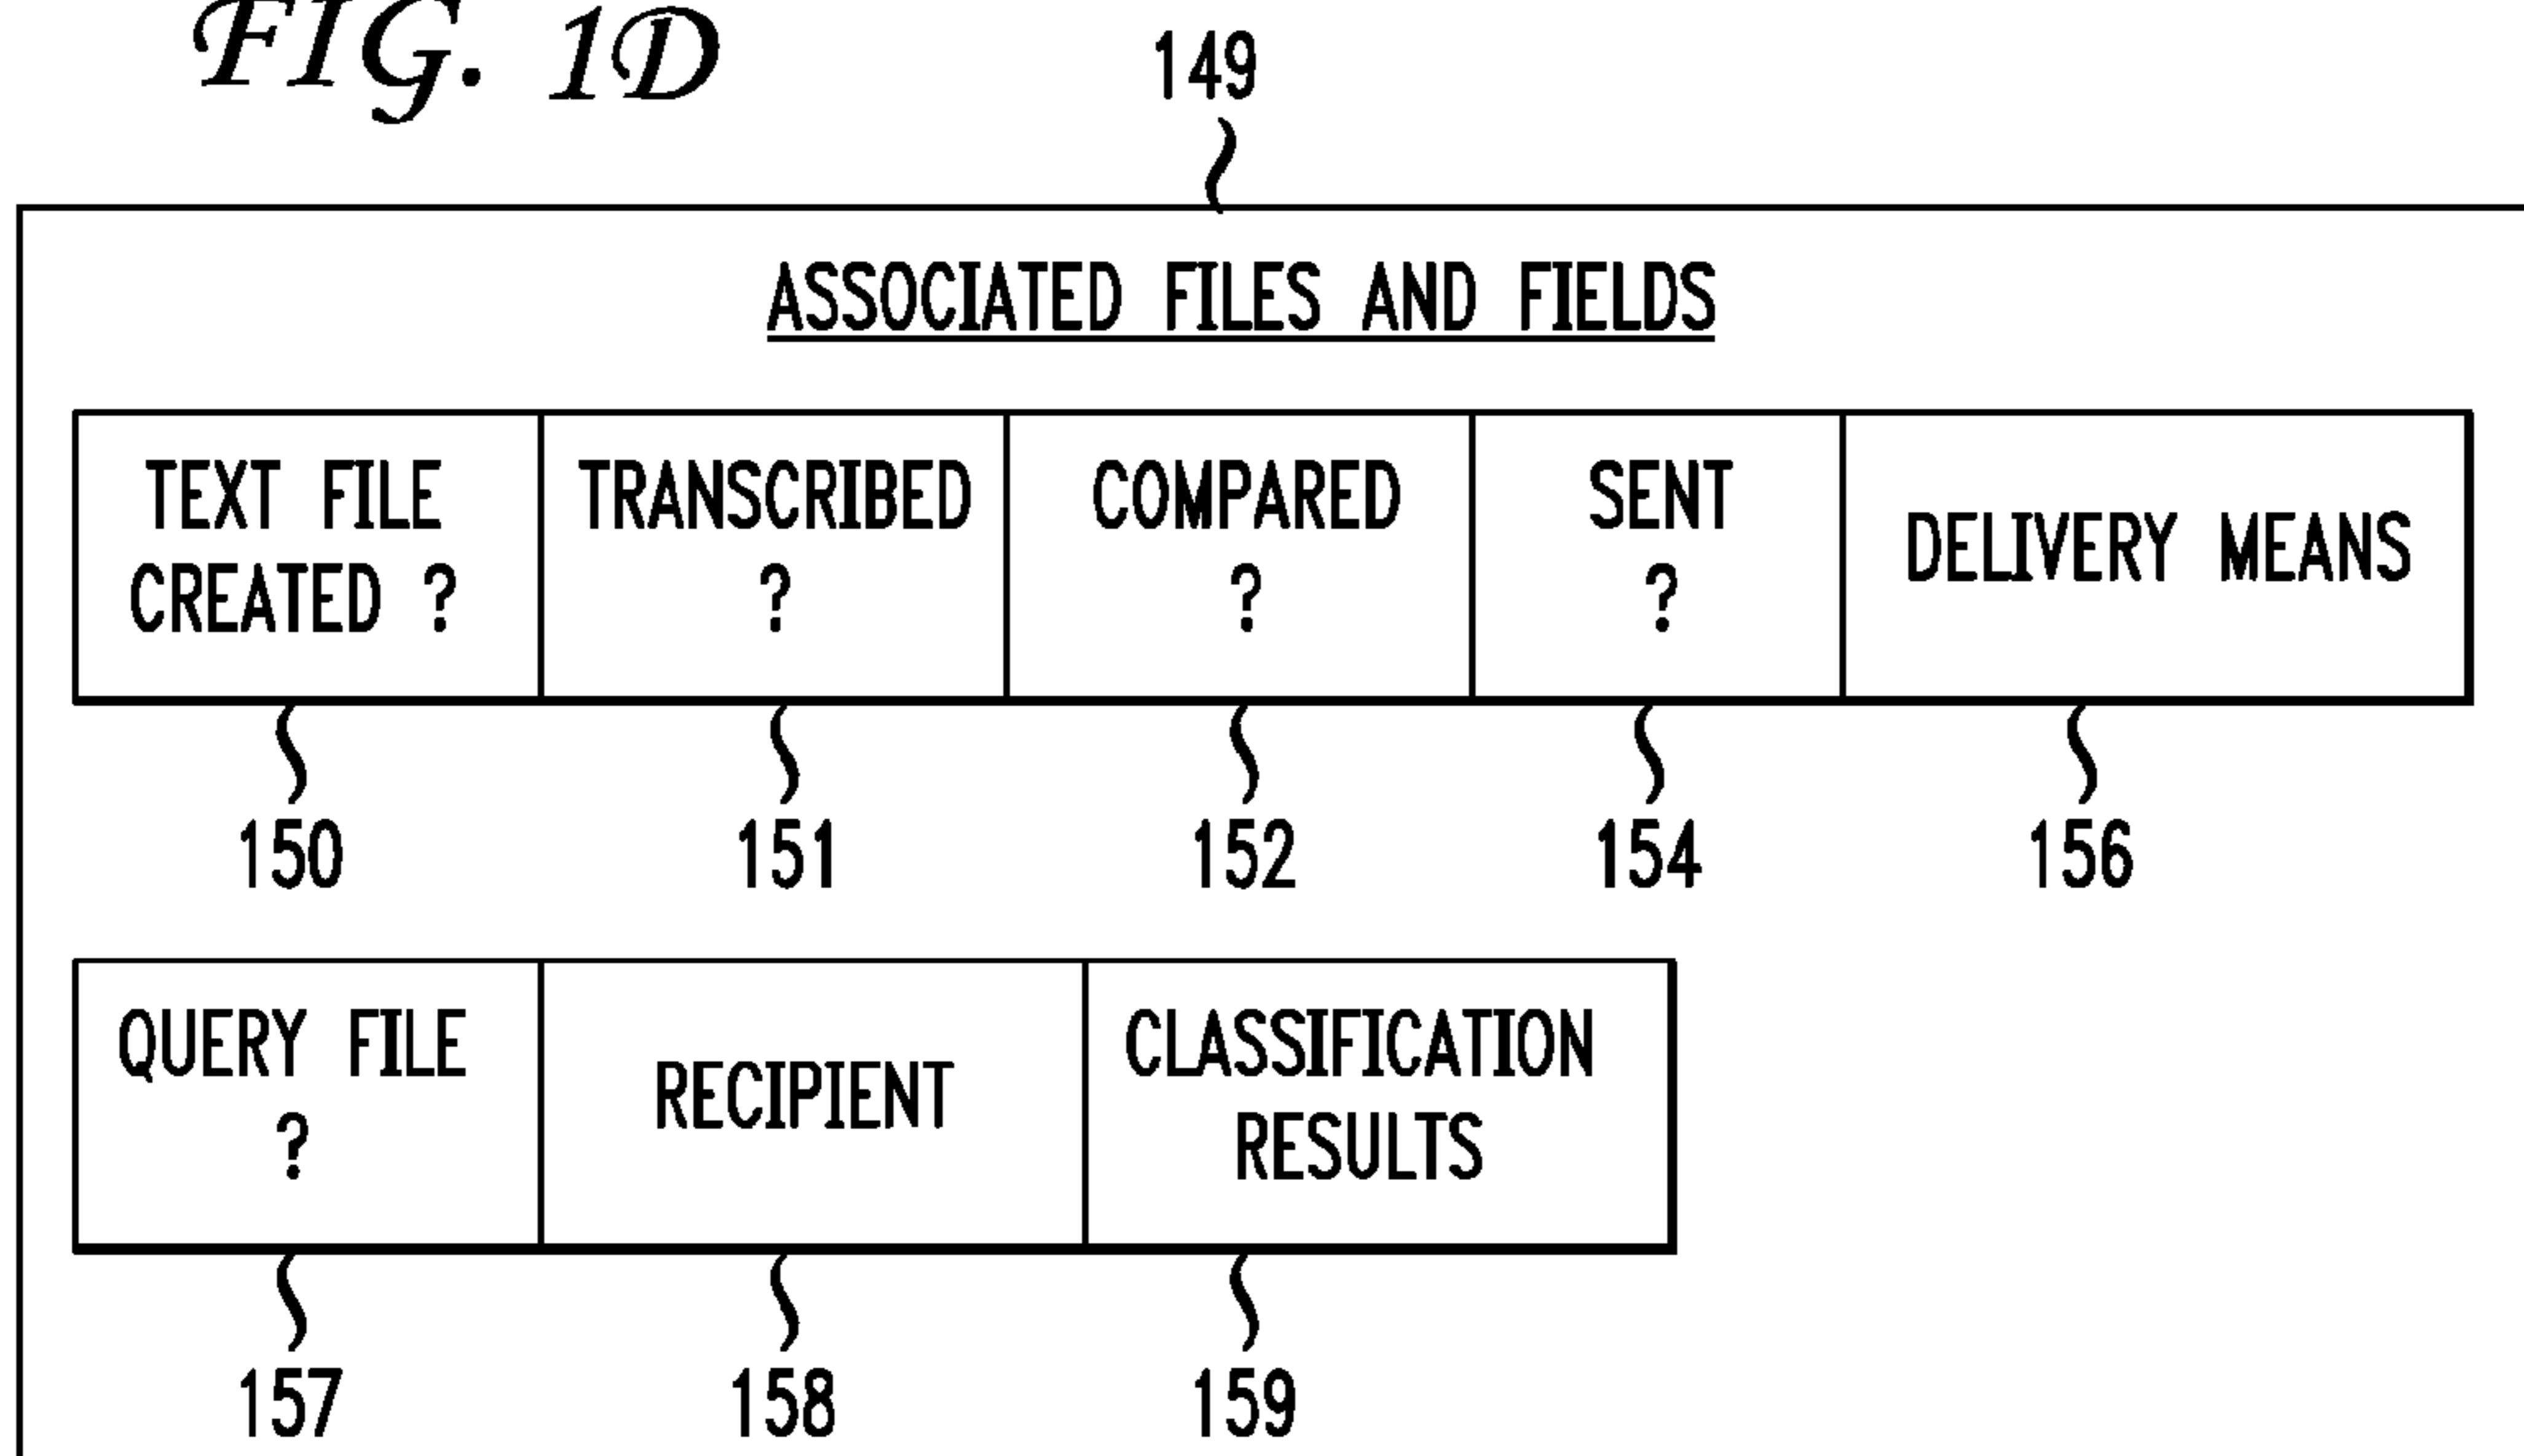 FIG. 1D
149
ASSOCIATED FILES AND FIELDS
TEXT FILE
CREATED ?
TRANSCRIBED
?
COMPARED
?
SENT
?
DELIVERY MEANS
150
151
152
154
156
QUERY FILE
?
RECIPIENT
CLASSIFICATION
RESULTS
157
158
159